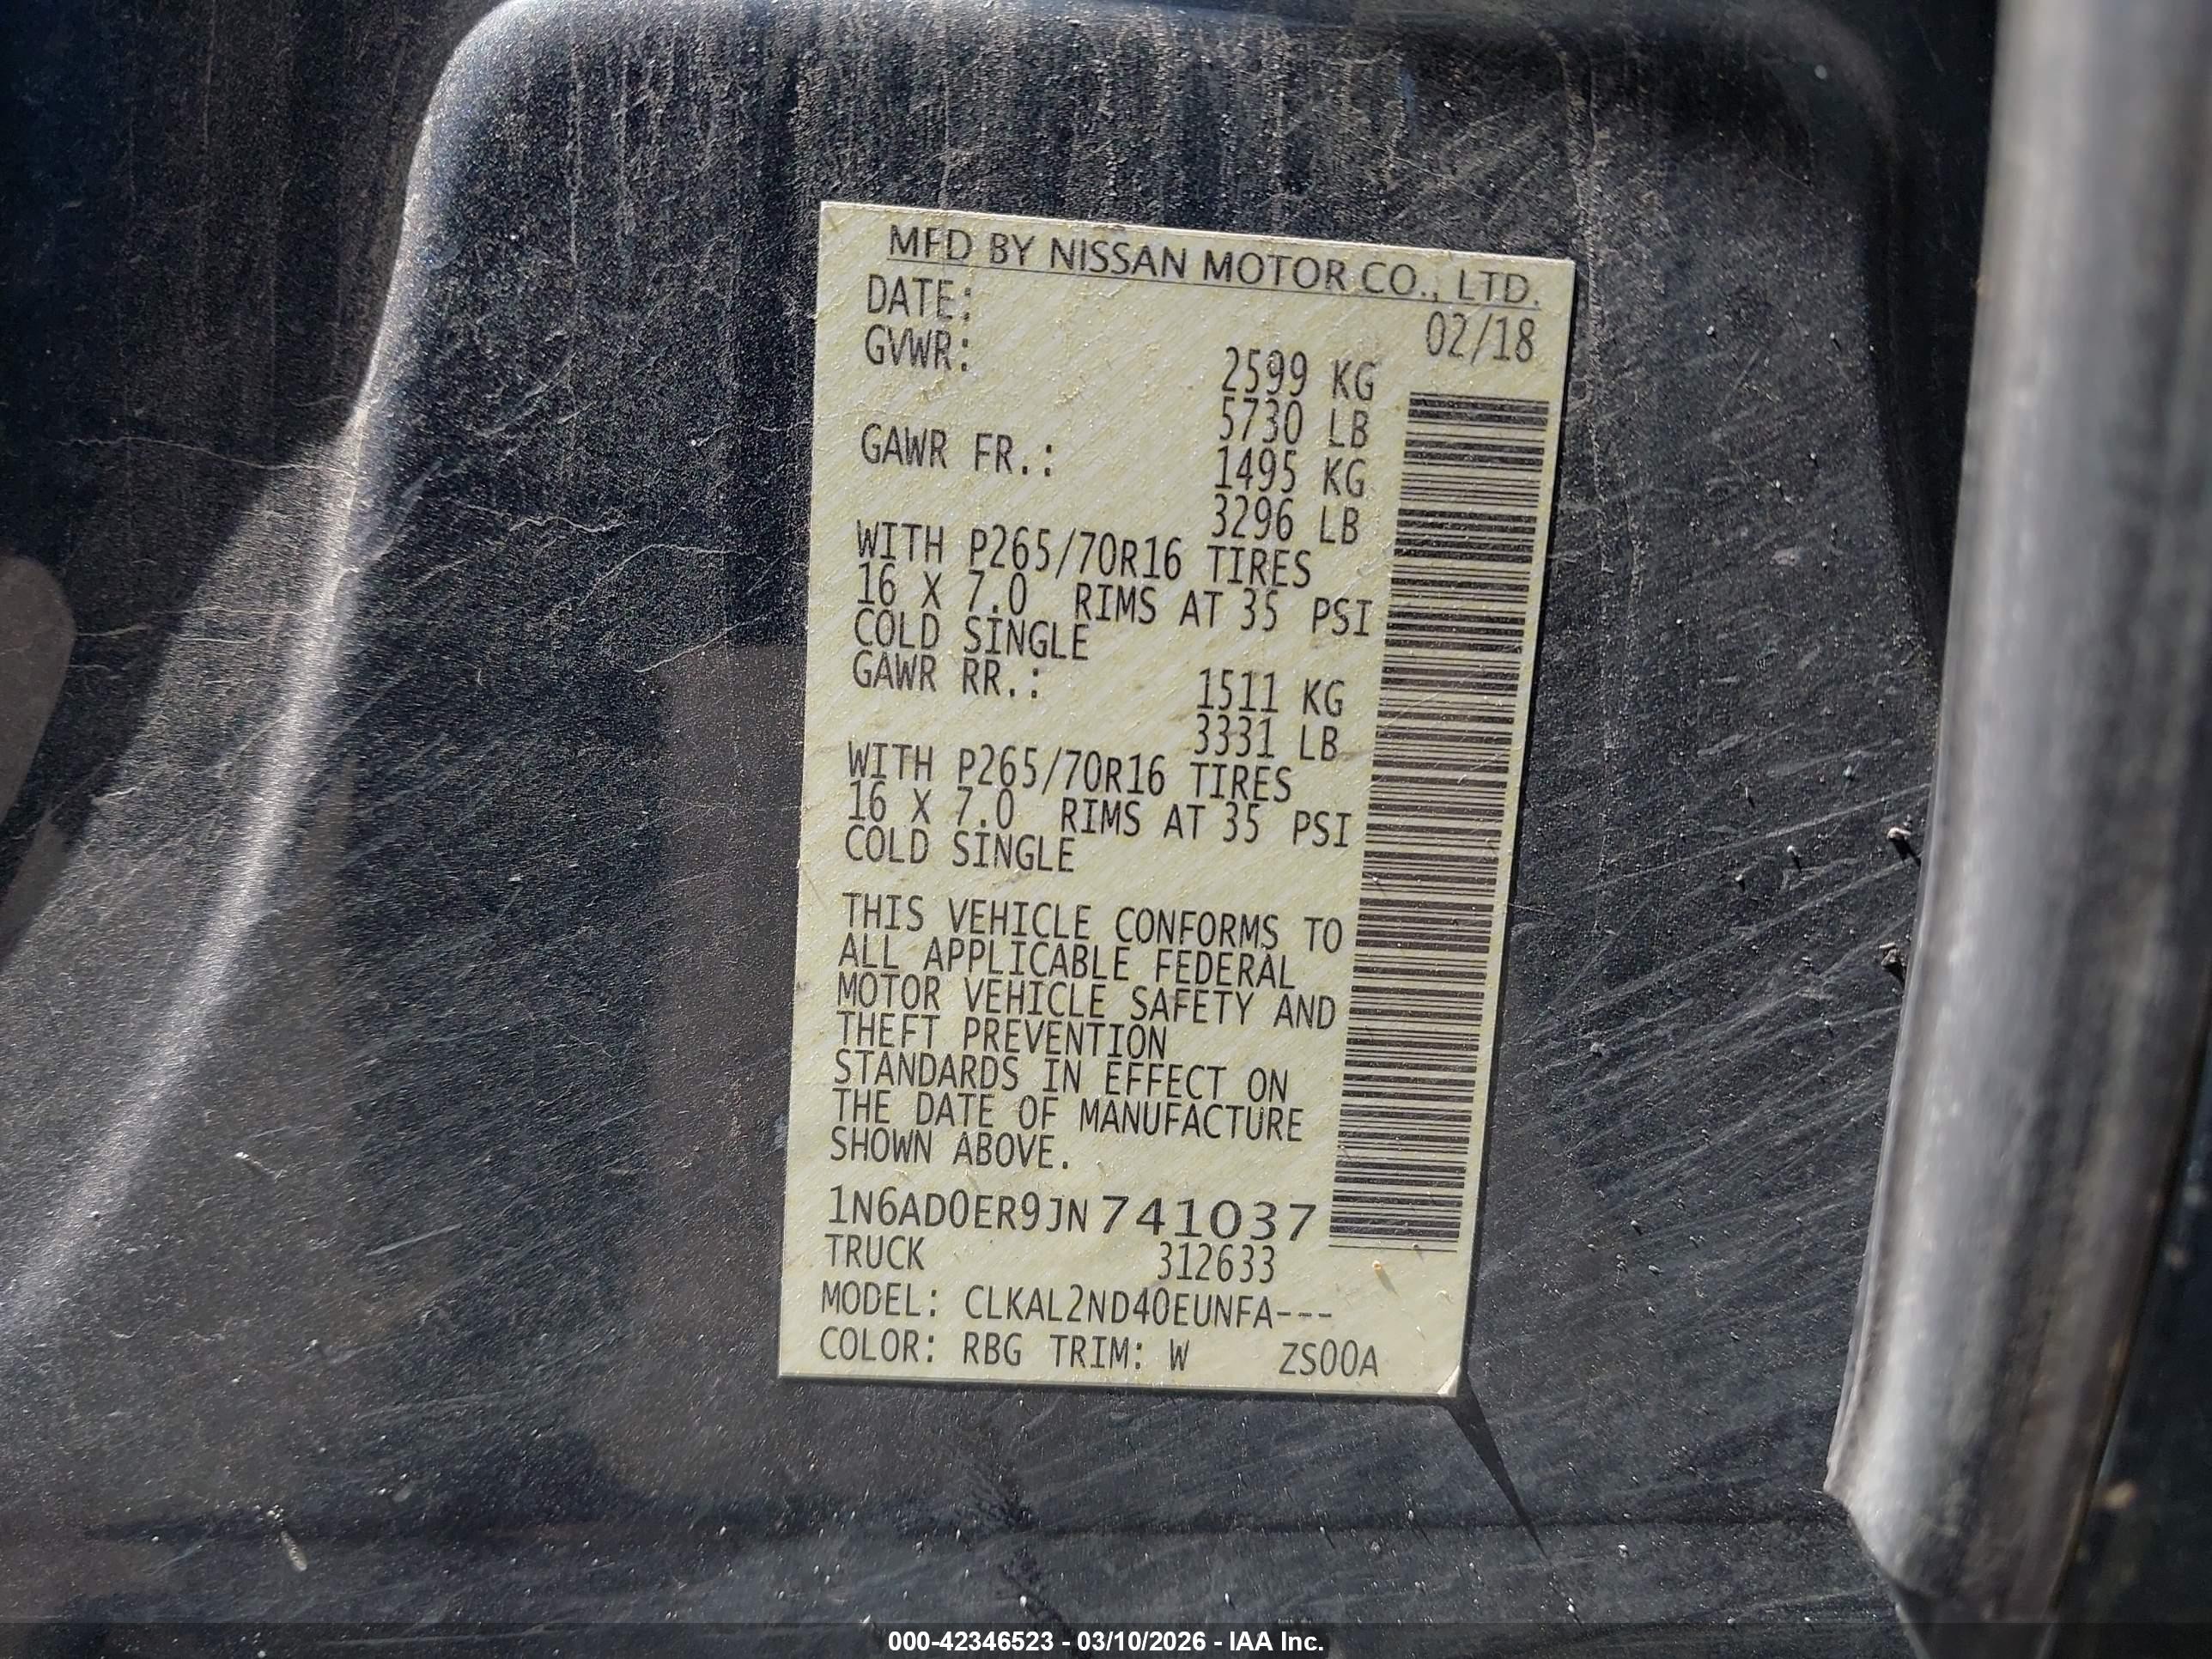 MFD BY NISSAN MOTOR CO., LTD.
DATE: 02/18
GVWR: 2599 KG
5730 LB
GAWR FR.: 1495 KG
3296 LB
WITH P265/70R16 TIRES
16 X 7.0 RIMS AT 35 PSI
COLD SINGLE
GAWR RR.: 1511 KG
3331 LB
WITH P265/70R16 TIRES
16 X 7.0 RIMS AT 35 PSI
COLD SINGLE
THIS VEHICLE CONFORMS TO
ALL APPLICABLE FEDERAL
MOTOR VEHICLE SAFETY AND
THEFT PREVENTION
STANDARDS IN EFFECT ON
THE DATE OF MANUFACTURE
SHOWN ABOVE.
1N6AD0ER9JN741037
TRUCK 312633
MODEL: CLKAL2ND40EUNFA---
COLOR: RBG TRIM: W ZS00A
000-42346523 - 03/10/2026 - IAA Inc.